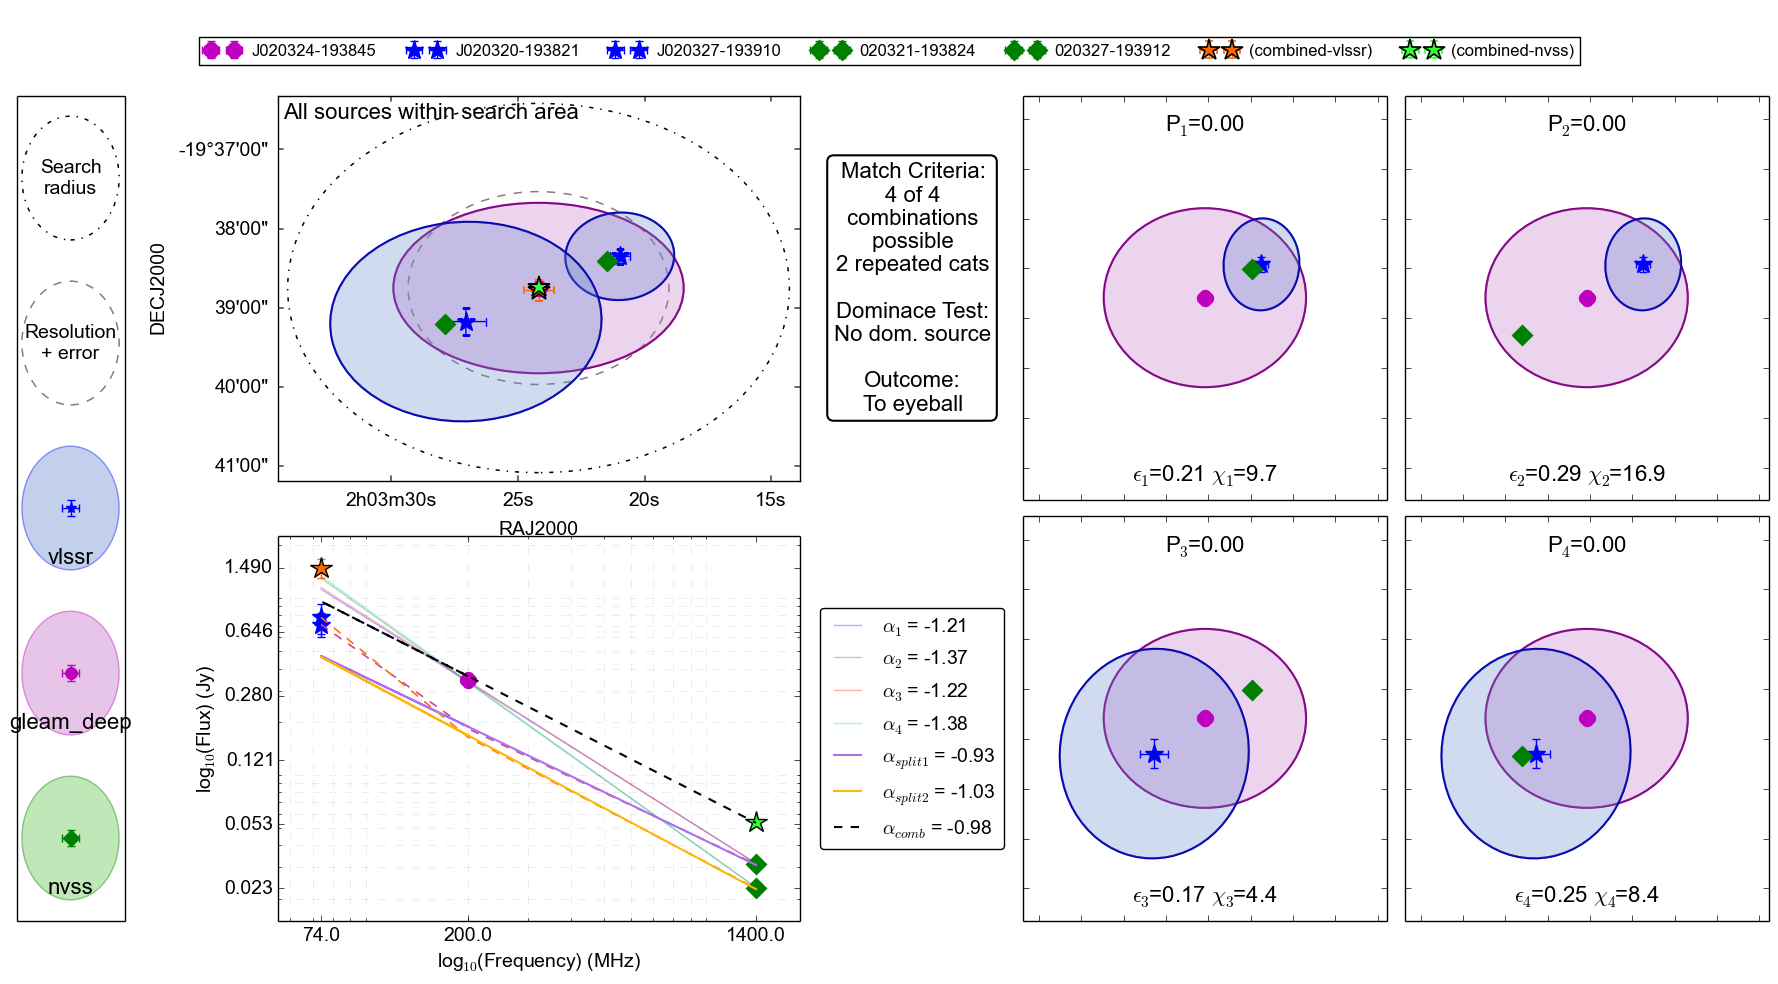 J020324-193845 J020320-193821 J020327-193910 020321-193824 020327-193912 (combined-vlssr) (combined-nvss)
Search
radius
Resolution
+ error
vlssr
gleam_deep
nvss
All sources within search area
DECJ2000
-19°37'00"
38'00"
39'00"
40'00"
41'00"
2h03m30s 25s 20s 15s
RAJ2000
Match Criteria:
4 of 4
combinations
possible
2 repeated cats
Dominace Test:
No dom. source
Outcome:
To eyeball
P1=0.00
ϵ1=0.21 χ1=9.7
P2=0.00
ϵ2=0.29 χ2=16.9
log10(Flux) (Jy)
1.490
0.646
0.280
0.121
0.053
0.023
74.0 200.0 1400.0
log10(Frequency) (MHz)
α1 = -1.21
α2 = -1.37
α3 = -1.22
α4 = -1.38
αsplit1 = -0.93
αsplit2 = -1.03
αcomb = -0.98
P3=0.00
ϵ3=0.17 χ3=4.4
P4=0.00
ϵ4=0.25 χ4=8.4